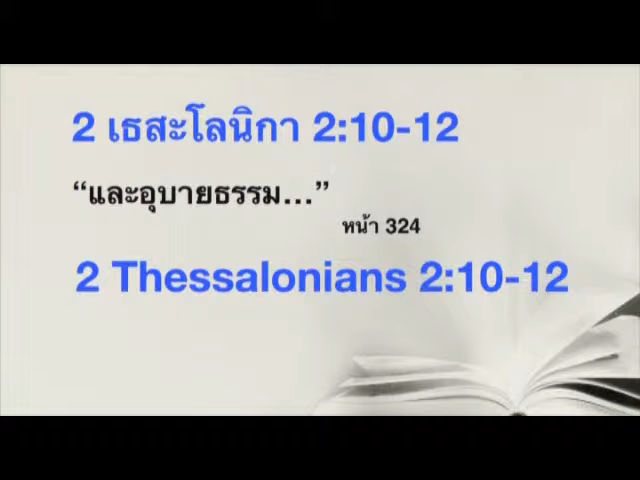 2 เธสะโลนิกา 2:10-12
“และอุบายธรรม...”
หน้า 324
2 Thessalonians 2:10-12